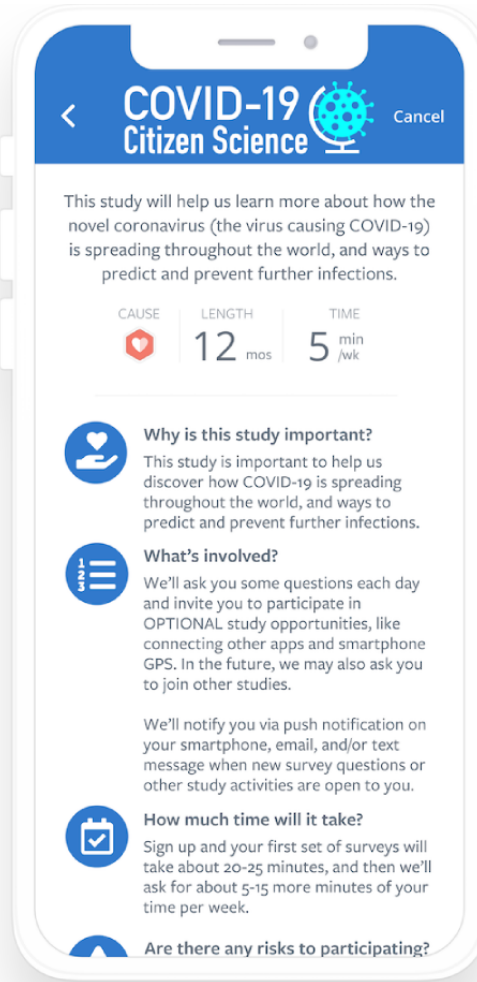 COVID-19
Citizen Science
Cancel
This study will help us learn more about how the
novel coronavirus (the virus causing COVID-19)
is spreading throughout the world, and ways to
predict and prevent further infections.
CAUSE
LENGTH
12 mos
TIME
5 min
/wk
Why is this study important?
This study is important to help us
discover how COVID-19 is spreading
throughout the world, and ways to
predict and prevent further infections.
1
2
3
What's involved?
We'll ask you some questions each day
and invite you to participate in
OPTIONAL study opportunities, like
connecting other apps and smartphone
GPS. In the future, we may also ask you
to join other studies.
We'll notify you via push notification on
your smartphone, email, and/or text
message when new survey questions or
other study activities are open to you.
How much time will it take?
Sign up and your first set of surveys will
take about 20-25 minutes, and then we'll
ask for about 5-15 more minutes of your
time per week.
Are there any risks to participating?